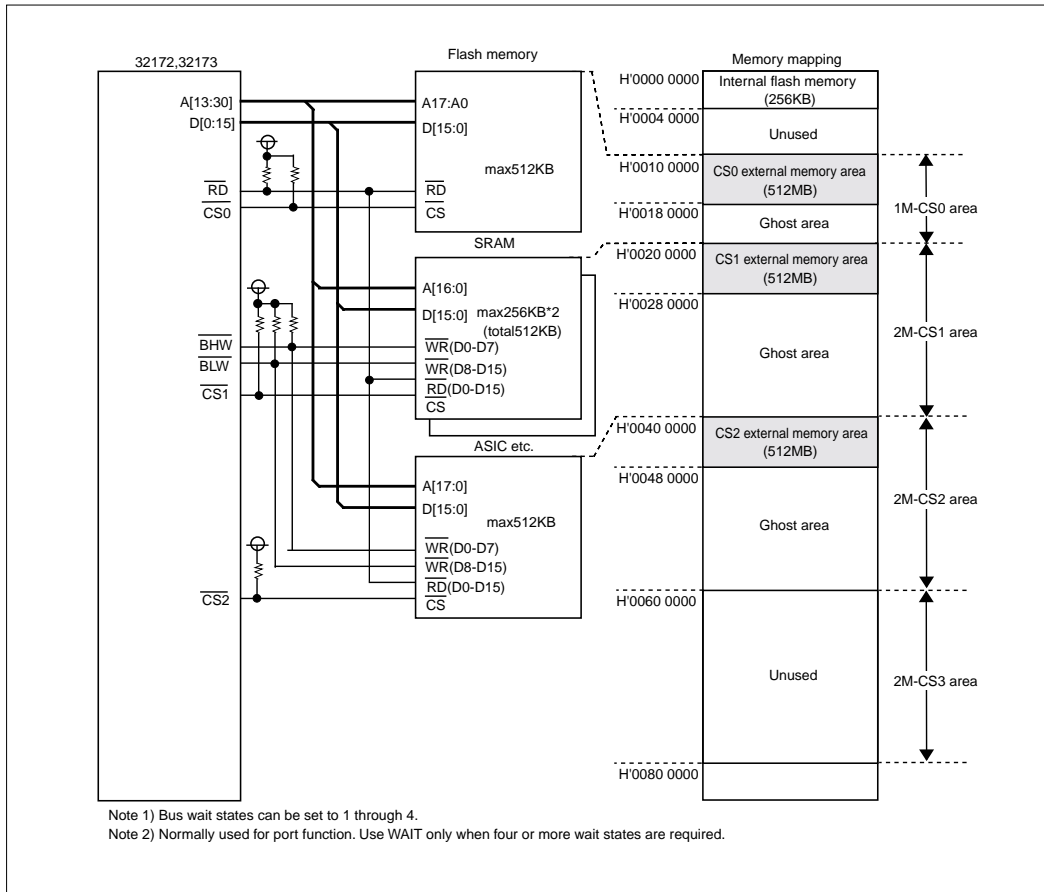 32172,32173
A[13:30]
D[0:15]
RD
CS0
BHW
BLW
CS1
CS2
Flash memory
A17:A0
D[15:0]
max512KB
RD
CS
SRAM
A[16:0]
D[15:0]
max256KB*2
(total512KB)
WR(D0-D7)
WR(D8-D15)
RD(D0-D15)
CS
ASIC etc.
A[17:0]
D[15:0]
max512KB
WR(D0-D7)
WR(D8-D15)
RD(D0-D15)
CS
Memory mapping
H'0000 0000
Internal flash memory
(256KB)
H'0004 0000
Unused
H'0010 0000
CS0 external memory area
(512MB)
H'0018 0000
Ghost area
1M-CS0 area
H'0020 0000
CS1 external memory area
(512MB)
H'0028 0000
Ghost area
2M-CS1 area
H'0040 0000
CS2 external memory area
(512MB)
H'0048 0000
Ghost area
2M-CS2 area
H'0060 0000
Unused
2M-CS3 area
H'0080 0000
Note 1) Bus wait states can be set to 1 through 4.
Note 2) Normally used for port function. Use WAIT only when four or more wait states are required.